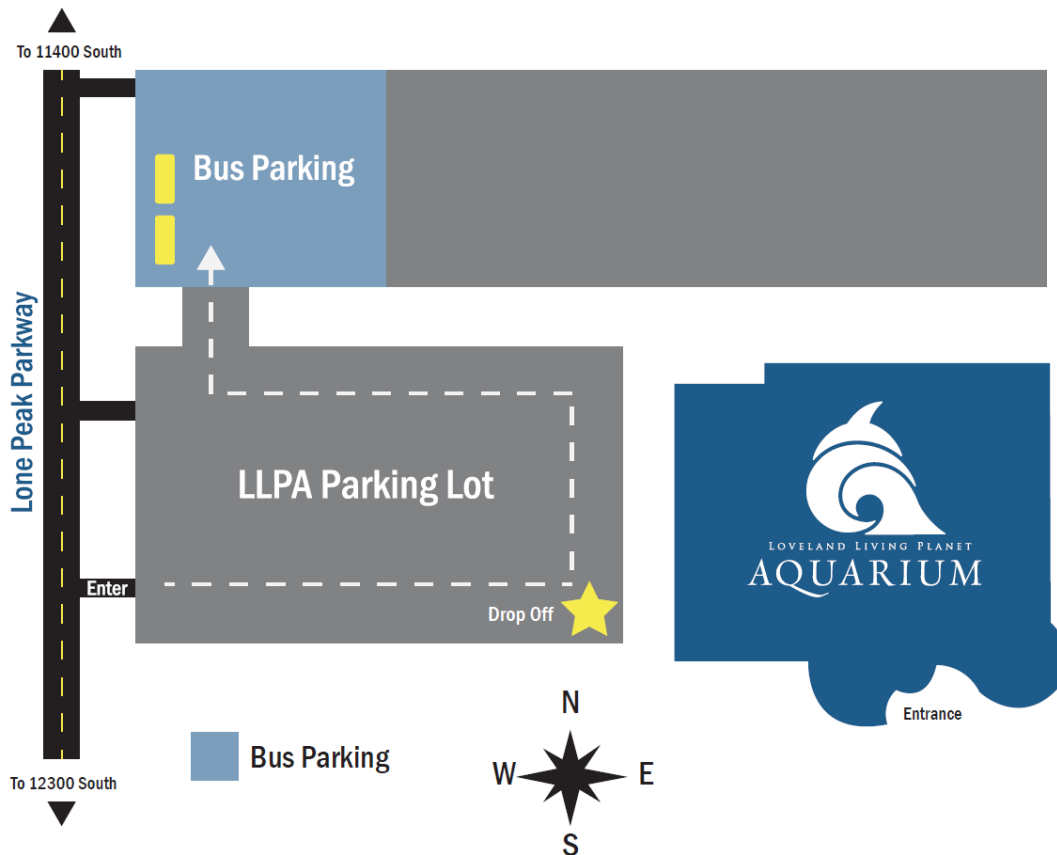 To 11400 South
Bus Parking
Lone Peak Parkway
LLPA Parking Lot
LOVELAND LIVING PLANET
AQUARIUM
Enter
Drop Off
Entrance
N
Bus Parking
W
E
To 12300 South
S